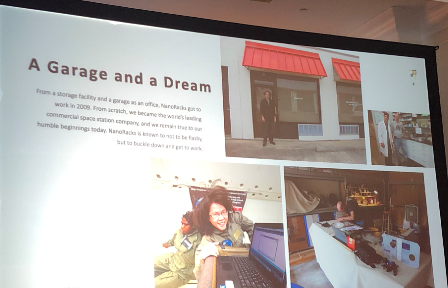 A Garage and a Dream
From a storage facility and a garage as an office, NanoRacks got to
work in 2009. From scratch, we became the world's leading
commercial space station company, and we remain true to our
humble beginnings today. NanoRacks is known to not to be flashy
but to buckle down and get to work